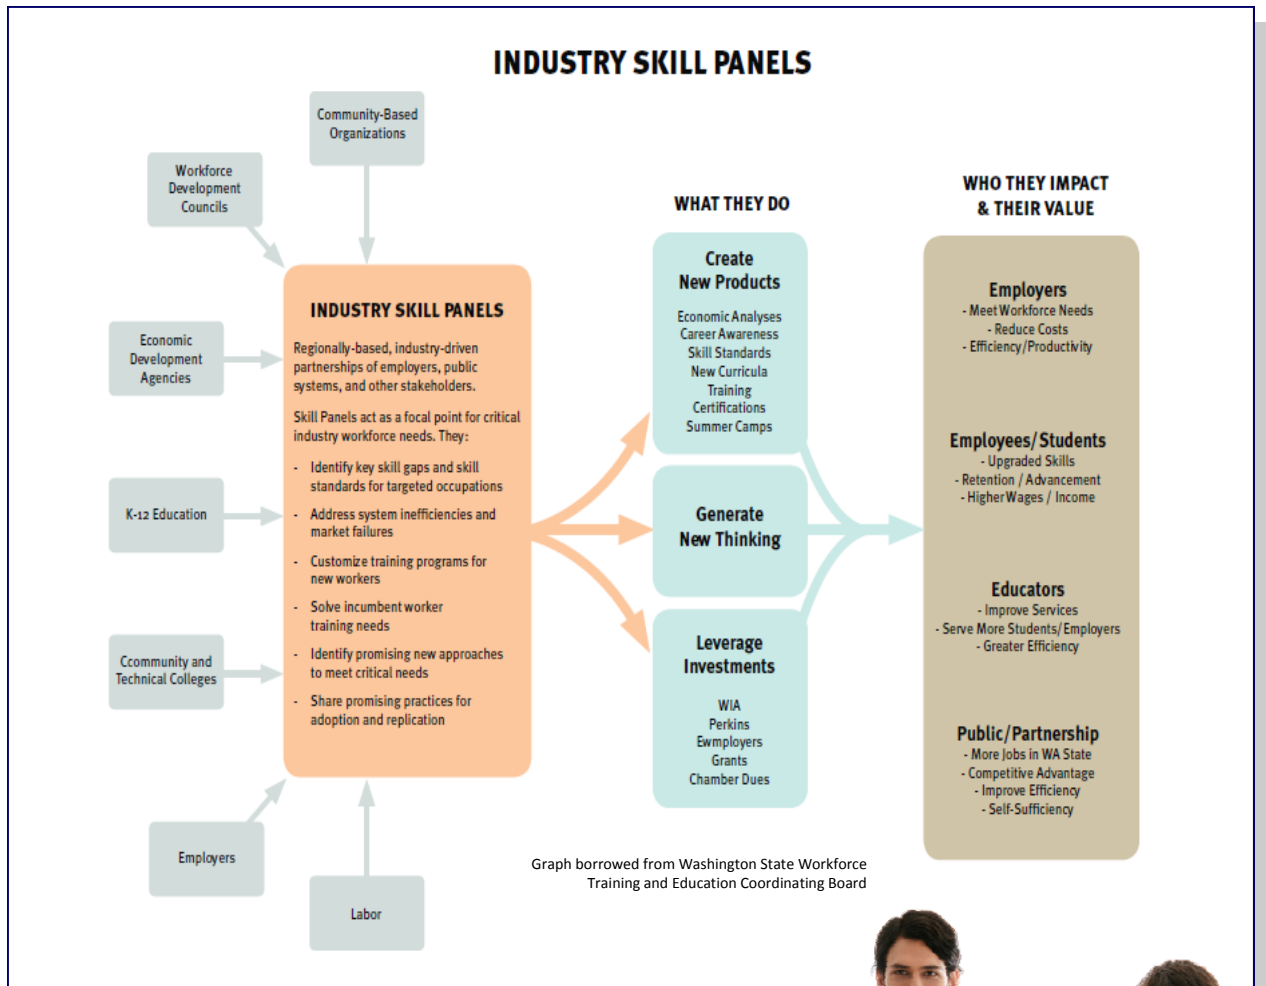 INDUSTRY SKILL PANELS
Community-Based
Organizations
Workforce
Development
Councils
Economic
Development
Agencies
K-12 Education
Ccommunity and
Technical Colleges
Employers
Labor
INDUSTRY SKILL PANELS
Regionally-based, industry-driven
partnerships of employers, public
systems, and other stakeholders.
Skill Panels act as a focal point for critical
industry workforce needs. They:
- Identify key skill gaps and skill
standards for targeted occupations
- Address system inefficiencies and
market failures
- Customize training programs for
new workers
- Solve incumbent worker
training needs
- Identify promising new approaches
to meet critical needs
- Share promising practices for
adoption and replication
WHAT THEY DO
Create
New Products
Economic Analyses
Career Awareness
Skill Standards
New Curricula
Training
Certifications
Summer Camps
Generate
New Thinking
Leverage
Investments
WIA
Perkins
Ewmployers
Grants
Chamber Dues
WHO THEY IMPACT
& THEIR VALUE
Employers
- Meet Workforce Needs
- Reduce Costs
- Efficiency/Productivity
Employees/Students
- Upgraded Skills
- Retention / Advancement
- Higher Wages / Income
Educators
- Improve Services
- Serve More Students/Employers
- Greater Efficiency
Public/Partnership
- More Jobs in WA State
- Competitive Advantage
- Improve Efficiency
- Self-Sufficiency
Graph borrowed from Washington State Workforce
Training and Education Coordinating Board